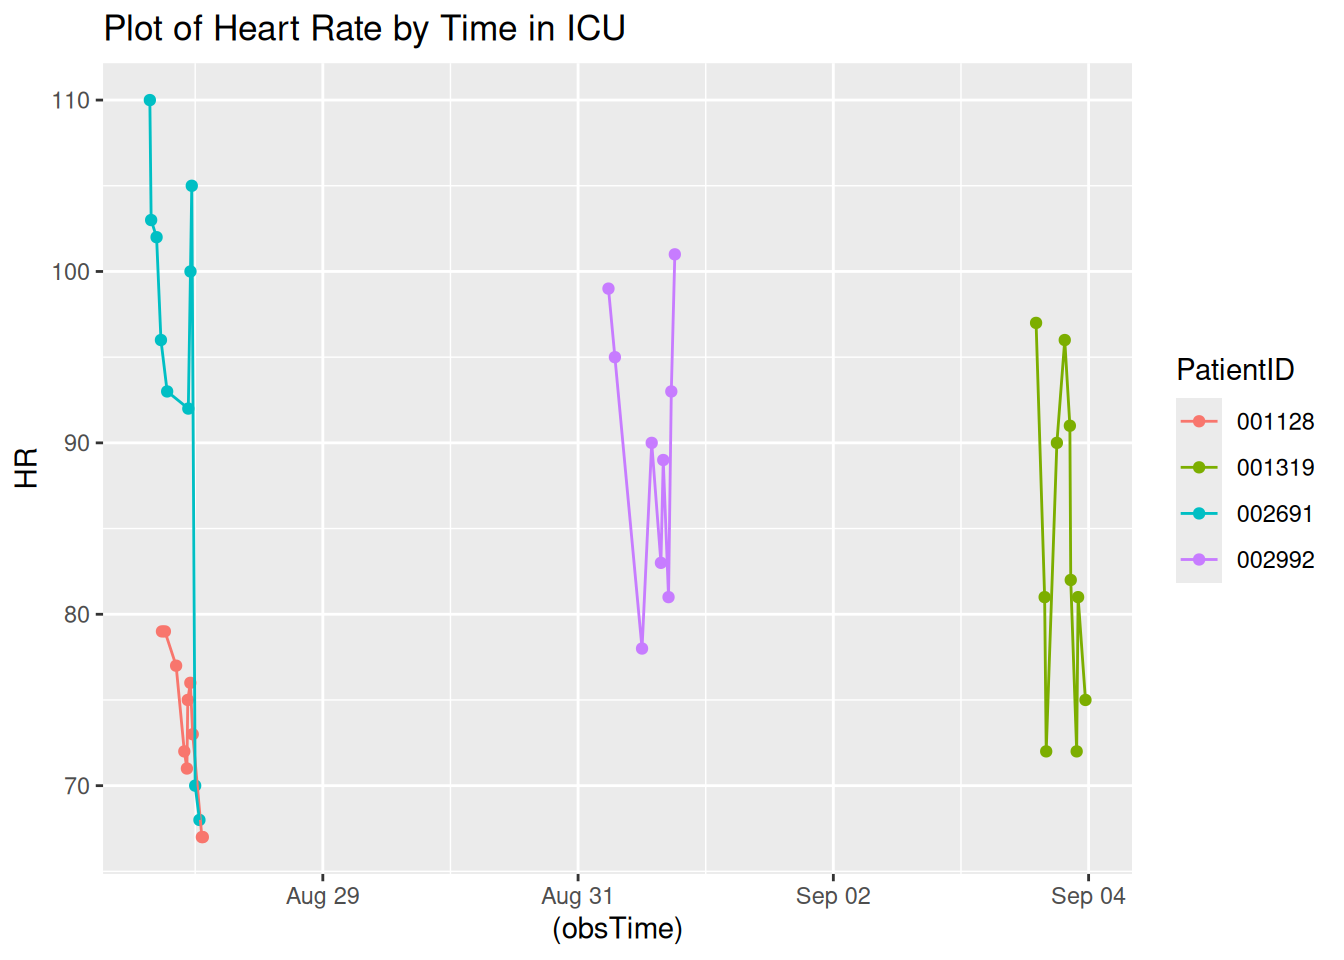 Plot of Heart Rate by Time in ICU
110
100
90
80
70
HR
Aug 29
Aug 31
Sep 02
Sep 04
(obsTime)
PatientID
001128
001319
002691
002992